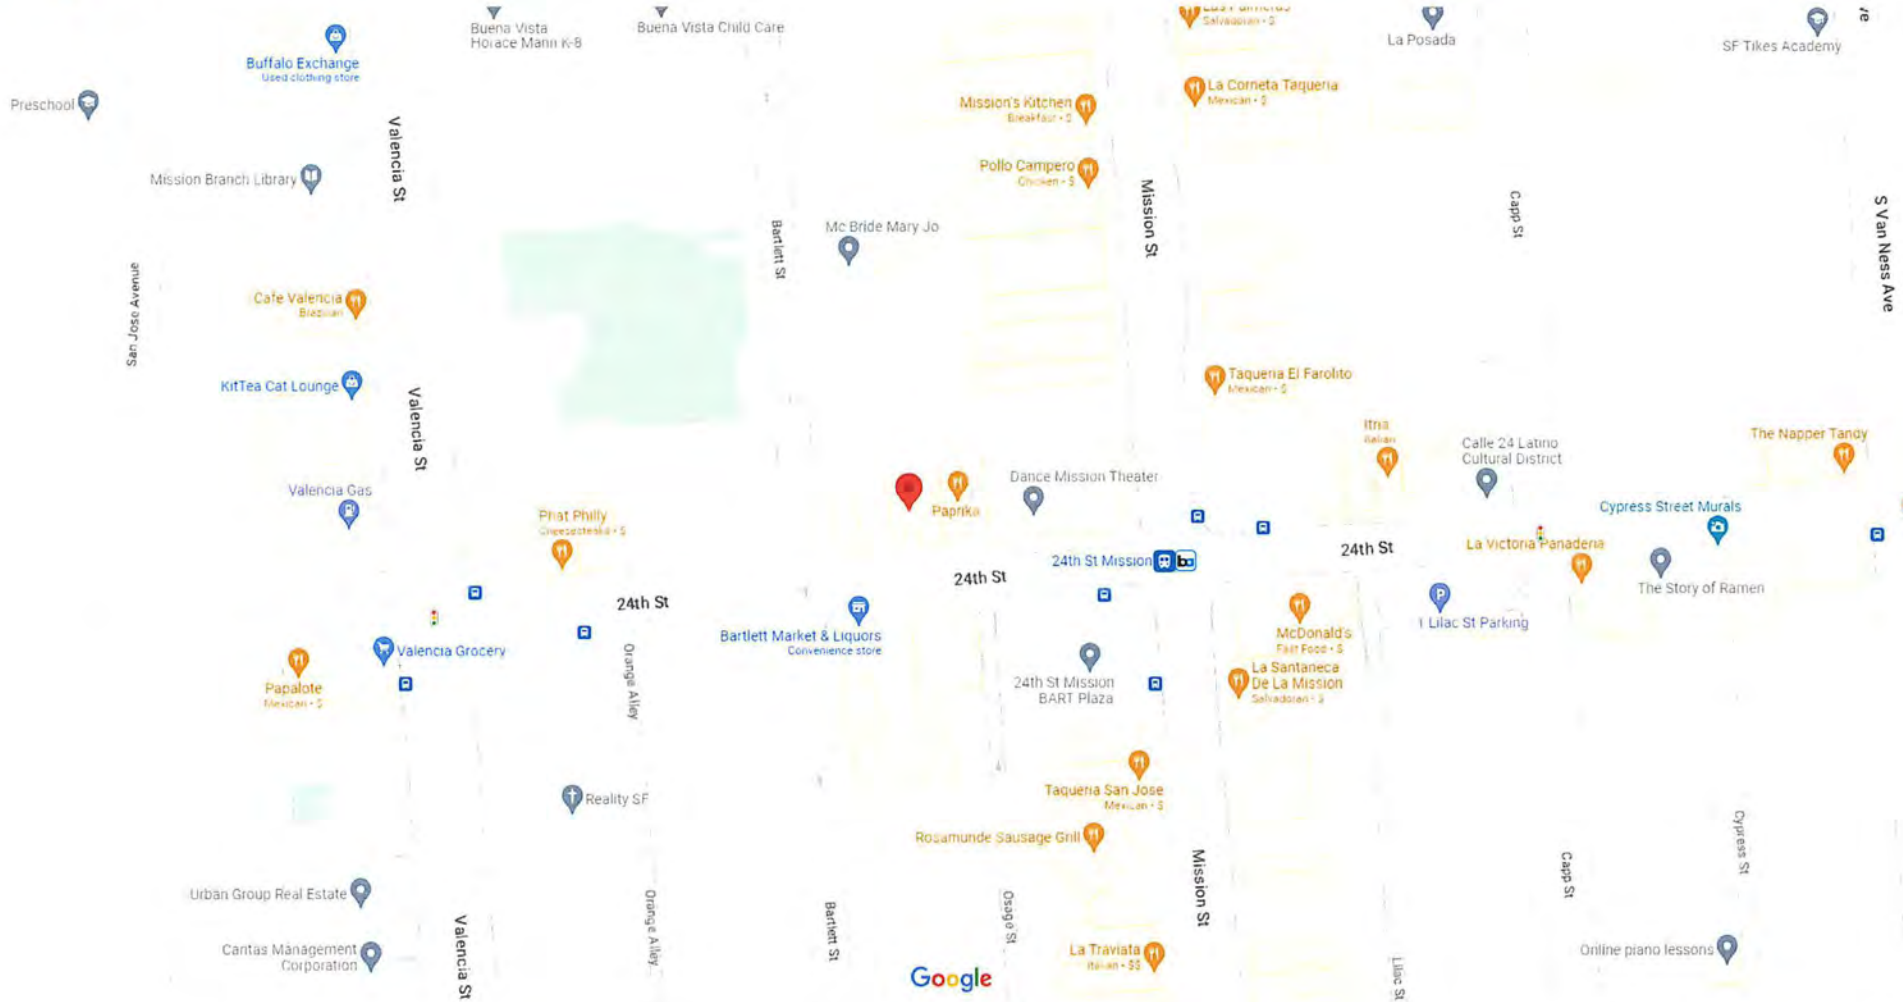 Buena Vista
Horace Mann K-8
Buena Vista Child Care
Salvadoran • $
La Posada
SF Tikes Academy
Buffalo Exchange
Used clothing store
Preschool
Valencia St
Mission's Kitchen
Breakfast • $
La Corneta Taqueria
Mexican • $
Mission Branch Library
Pollo Campero
Chicken • $
Mission St
Capp St
S Van Ness Ave
Bartlett St
Mc Bride Mary Jo
San Jose Avenue
Cafe Valencia
Brazilian
KitTea Cat Lounge
Valencia St
Taqueria El Farolito
Mexican • $
Itria
Italian
Calle 24 Latino
Cultural District
The Napper Tandy
Valencia Gas
Phat Philly
Cheesesteaks • $
Paprika
Dance Mission Theater
Cypress Street Murals
24th St
La Victoria Panaderia
24th St Mission
24th St
The Story of Ramen
24th St
P
1 Lilac St Parking
Bartlett Market & Liquors
Convenience store
McDonald's
Fast Food • $
Valencia Grocery
Papalote
Mexican • $
Orange Alley
24th St Mission
BART Plaza
La Santaneca
De La Mission
Salvadoran • $
Reality SF
Taqueria San Jose
Mexican • $
Rosamunde Sausage Grill
Cypress St
Mission St
Capp St
Urban Group Real Estate
Valencia St
Orange Alley
Bartlett St
Osage St
Caritas Management
Corporation
La Traviata
Italian • $$
Lilac St
Online piano lessons
Google